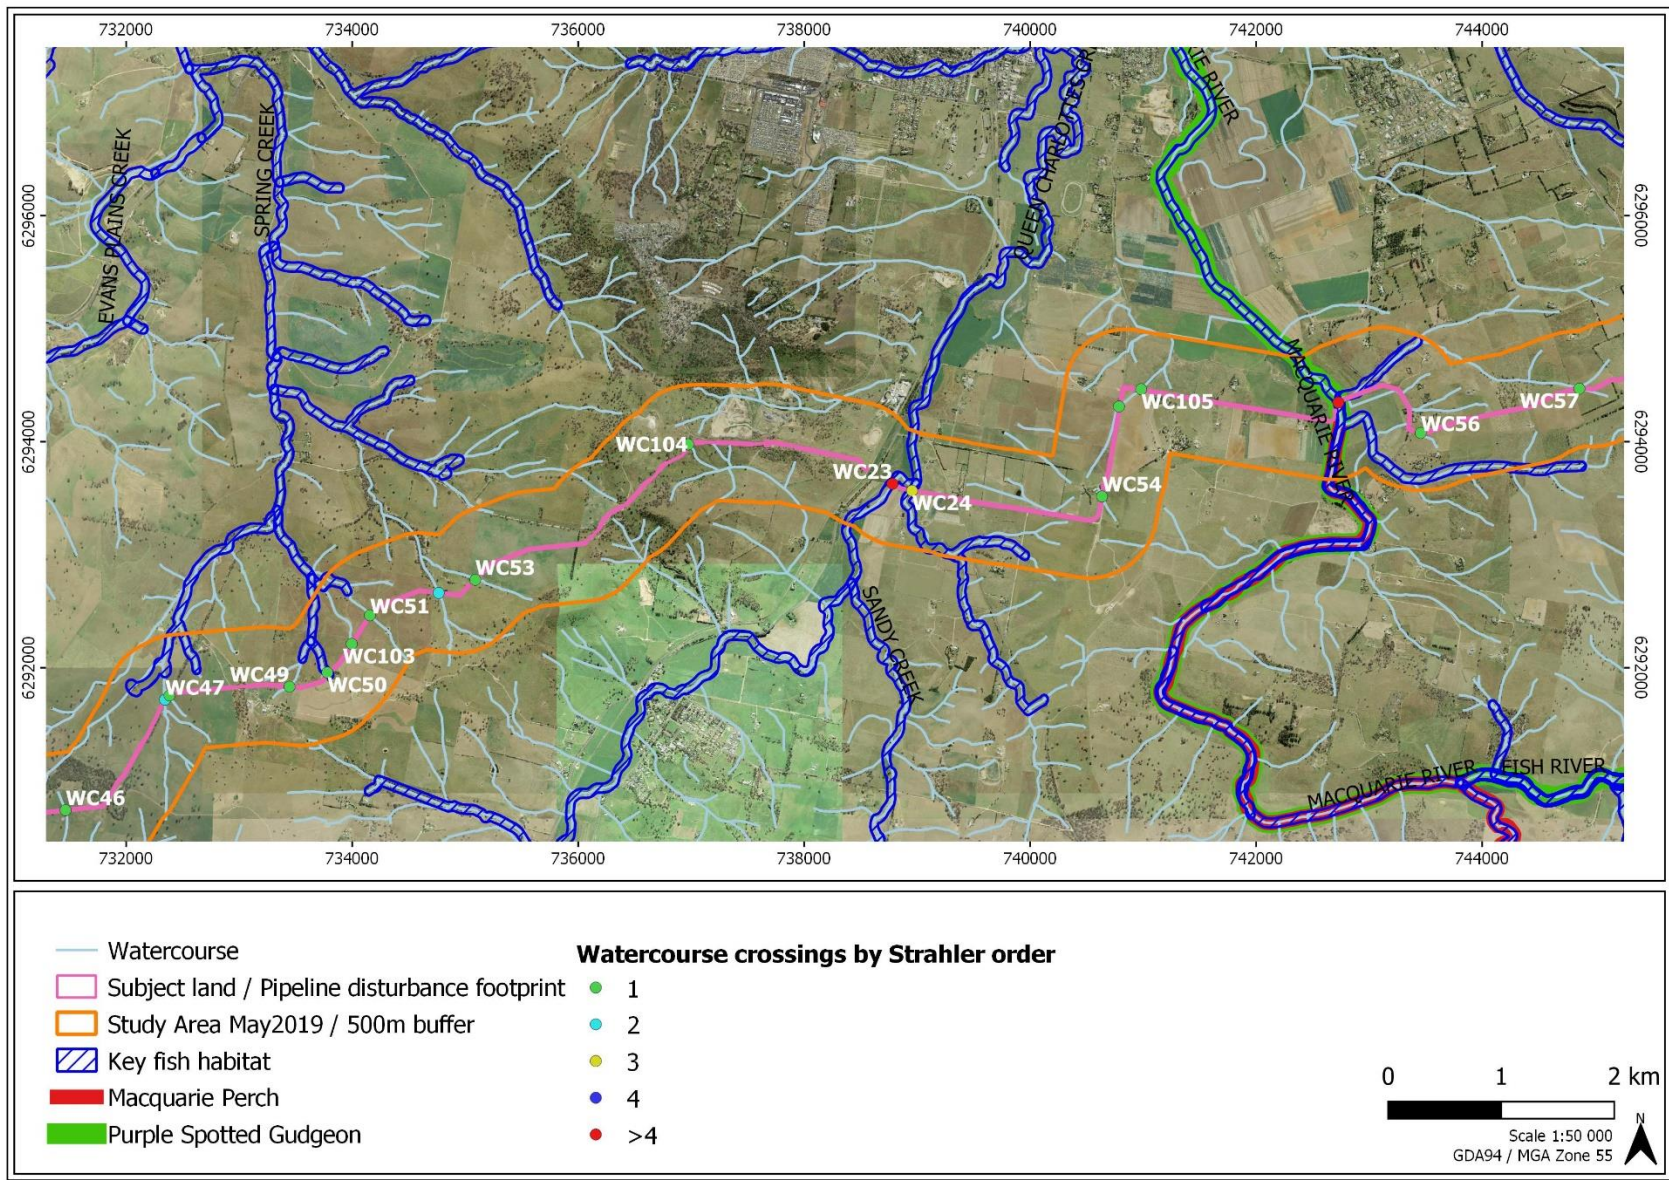 732000 734000 736000 738000 740000 742000 744000
6296000
6296000
EVANS PLAINS CREEK
SPRING CREEK
QUEEN CHARLOTTES
RIE RIVER
MACQUARIE RIVER
6294000
6294000
WC104
WC23
WC24
WC54
WC105
WC56
WC57
WC53
WC51
WC103
WC49
WC50
WC47
WC46
SANDY CREEK
6292000
6292000
MACQUARIE RIVER
FISH RIVER
732000 734000 736000 738000 740000 742000 744000
Watercourse
Subject land / Pipeline disturbance footprint
Study Area May2019 / 500m buffer
Key fish habitat
Macquarie Perch
Purple Spotted Gudgeon
Watercourse crossings by Strahler order
1
2
3
4
>4
0 1 2 km
N
Scale 1:50 000
GDA94 / MGA Zone 55